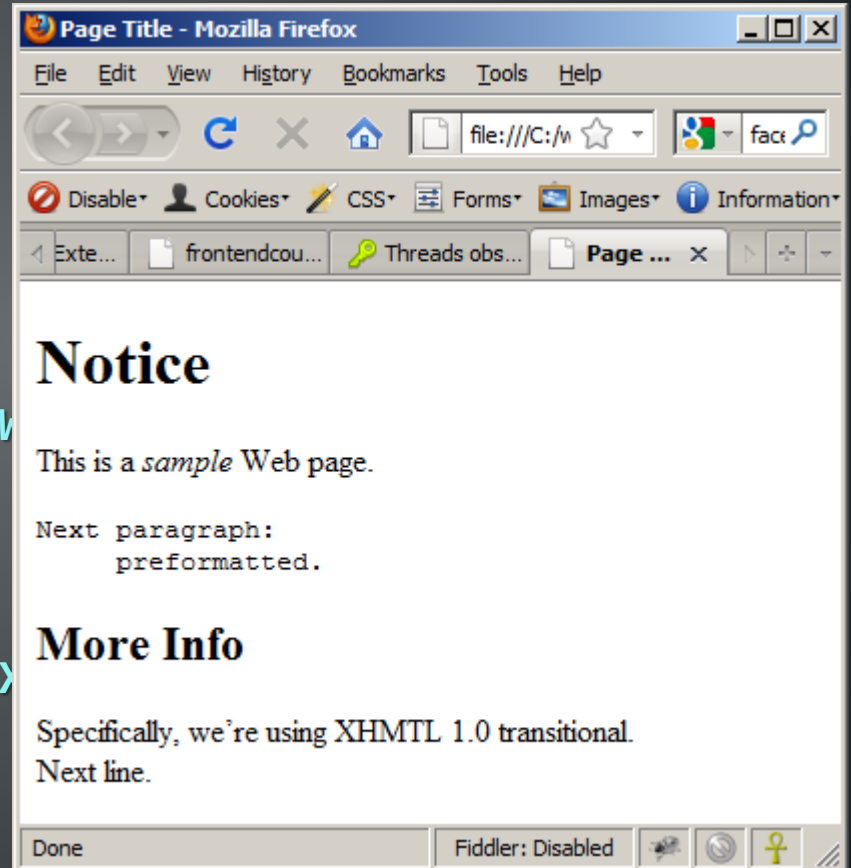 Page Title - Mozilla Firefox
File Edit View History Bookmarks Tools Help
file:///C:/w
face
Disable Cookies CSS Forms Images Information
Exte... frontendcou... Threads obs... Page ...
Notice
This is a sample Web page.
Next paragraph:
preformatted.
More Info
Specifically, we’re using XHMTL 1.0 transitional.
Next line.
Done Fiddler: Disabled